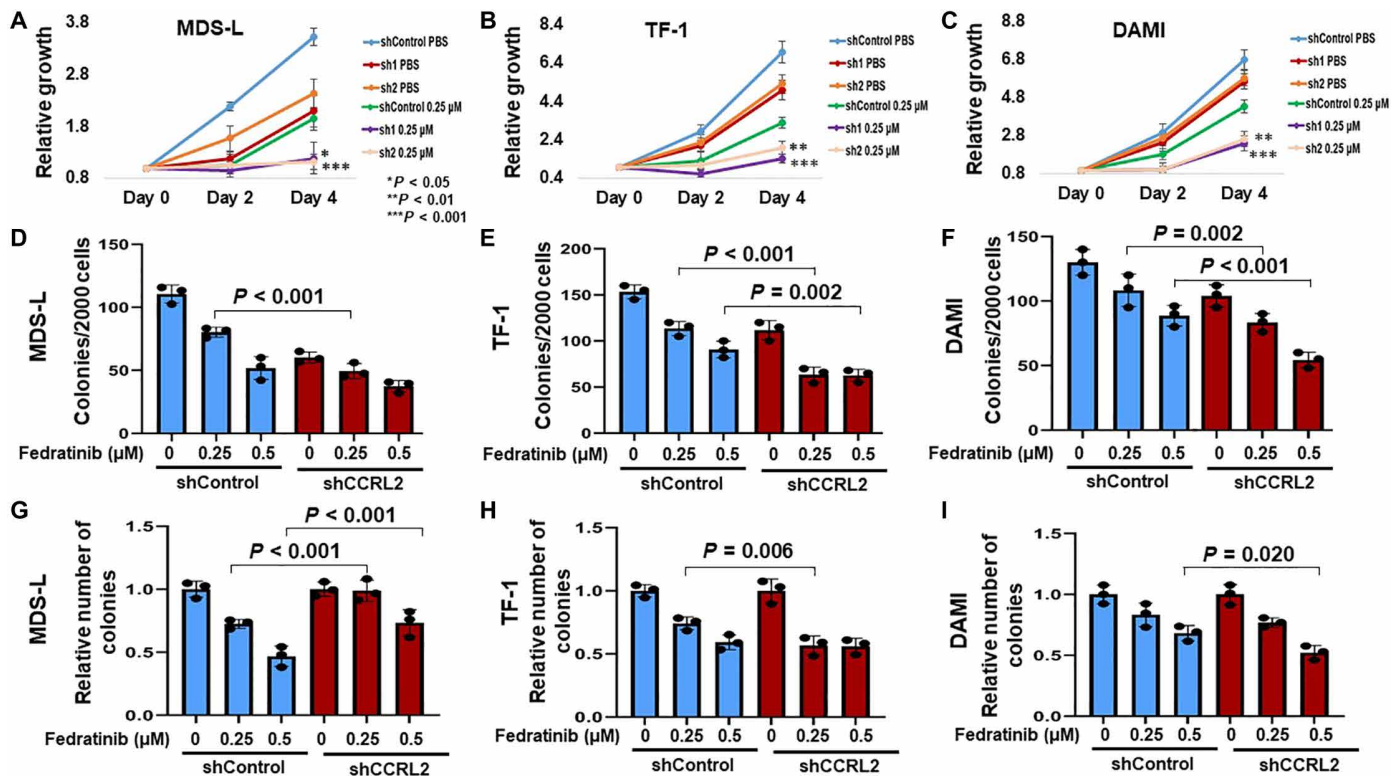 A
MDS-L
Relative growth
3.8
2.8
1.8
0.8
Day 0 Day 2 Day 4
shControl PBS
sh1 PBS
sh2 PBS
shControl 0.25 µM
sh1 0.25 µM
sh2 0.25 µM
*
***
*P < 0.05
**P < 0.01
***P < 0.001
B
TF-1
Relative growth
8.4
6.4
4.4
2.4
0.4
Day 0 Day 2 Day 4
shControl PBS
sh1 PBS
sh2 PBS
shControl 0.25 µM
sh1 0.25 µM
sh2 0.25 µM
**
***
C
DAMI
Relative growth
8.8
6.8
4.8
2.8
0.8
Day 0 Day 2 Day 4
shControl PBS
sh1 PBS
sh2 PBS
shControl 0.25 µM
sh1 0.25 µM
sh2 0.25 µM
**
***
D
MDS-L
Colonies/2000 cells
150
100
50
0
P < 0.001
Fedratinib (µM) 0 0.25 0.5 0 0.25 0.5
shControl shCCRL2
E
TF-1
Colonies/2000 cells
200
150
100
50
0
P < 0.001
P = 0.002
Fedratinib (µM) 0 0.25 0.5 0 0.25 0.5
shControl shCCRL2
F
DAMI
Colonies/2000 cells
150
100
50
0
P = 0.002
P < 0.001
Fedratinib (µM) 0 0.25 0.5 0 0.25 0.5
shControl shCCRL2
G
MDS-L
Relative number of
colonies
1.5
1.0
0.5
0.0
P < 0.001
P < 0.001
Fedratinib (µM) 0 0.25 0.5 0 0.25 0.5
shControl shCCRL2
H
TF-1
Relative number of
colonies
1.5
1.0
0.5
0.0
P = 0.006
Fedratinib (µM) 0 0.25 0.5 0 0.25 0.5
shControl shCCRL2
I
DAMI
Relative number of
colonies
1.5
1.0
0.5
0.0
P = 0.020
Fedratinib (µM) 0 0.25 0.5 0 0.25 0.5
shControl shCCRL2